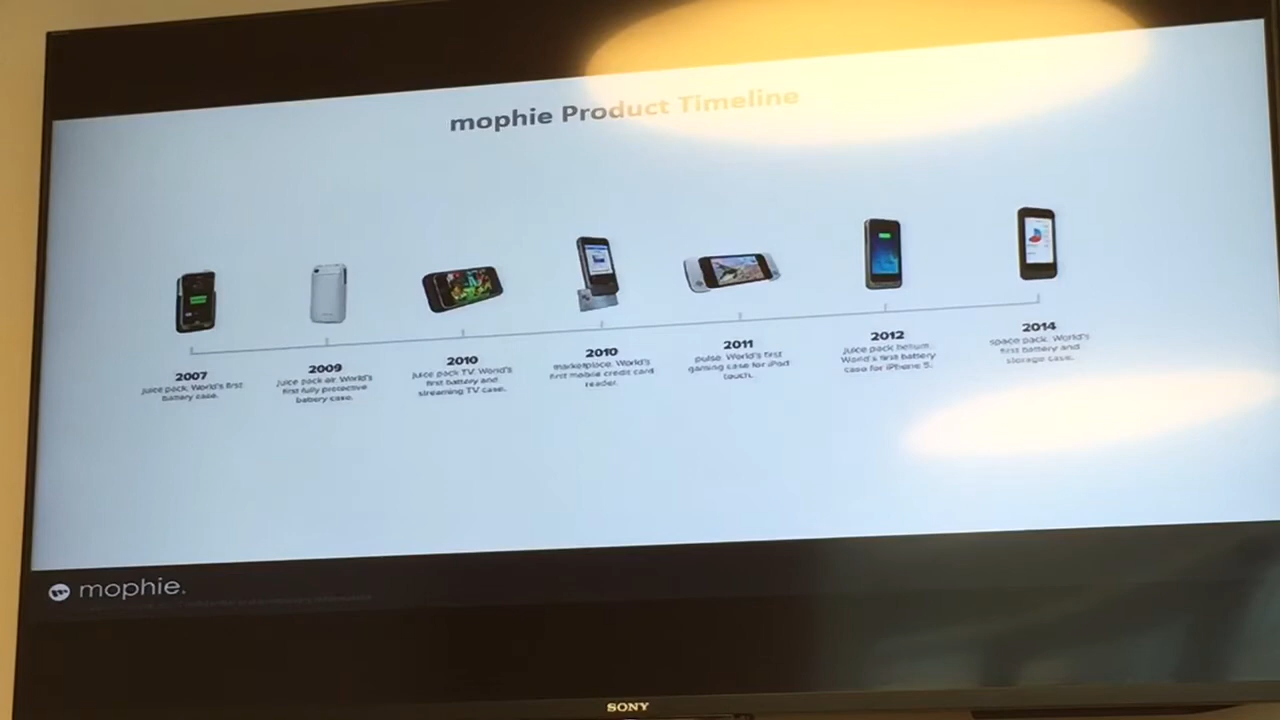 mophie Product Timeline
2007
juice pack. World's first
battery case.
2009
juice pack air. World's
first fully protective
battery case.
2010
juice pack TV. World's
first battery and
streaming TV case.
2010
marketplace. World's
first mobile credit card
reader.
2011
pulse. World's first
gaming case for iPod
touch.
2012
juice pack helium.
World's first battery
case for iPhone 5.
2014
space pack. World's
first battery and
storage case.
mophie.
SONY